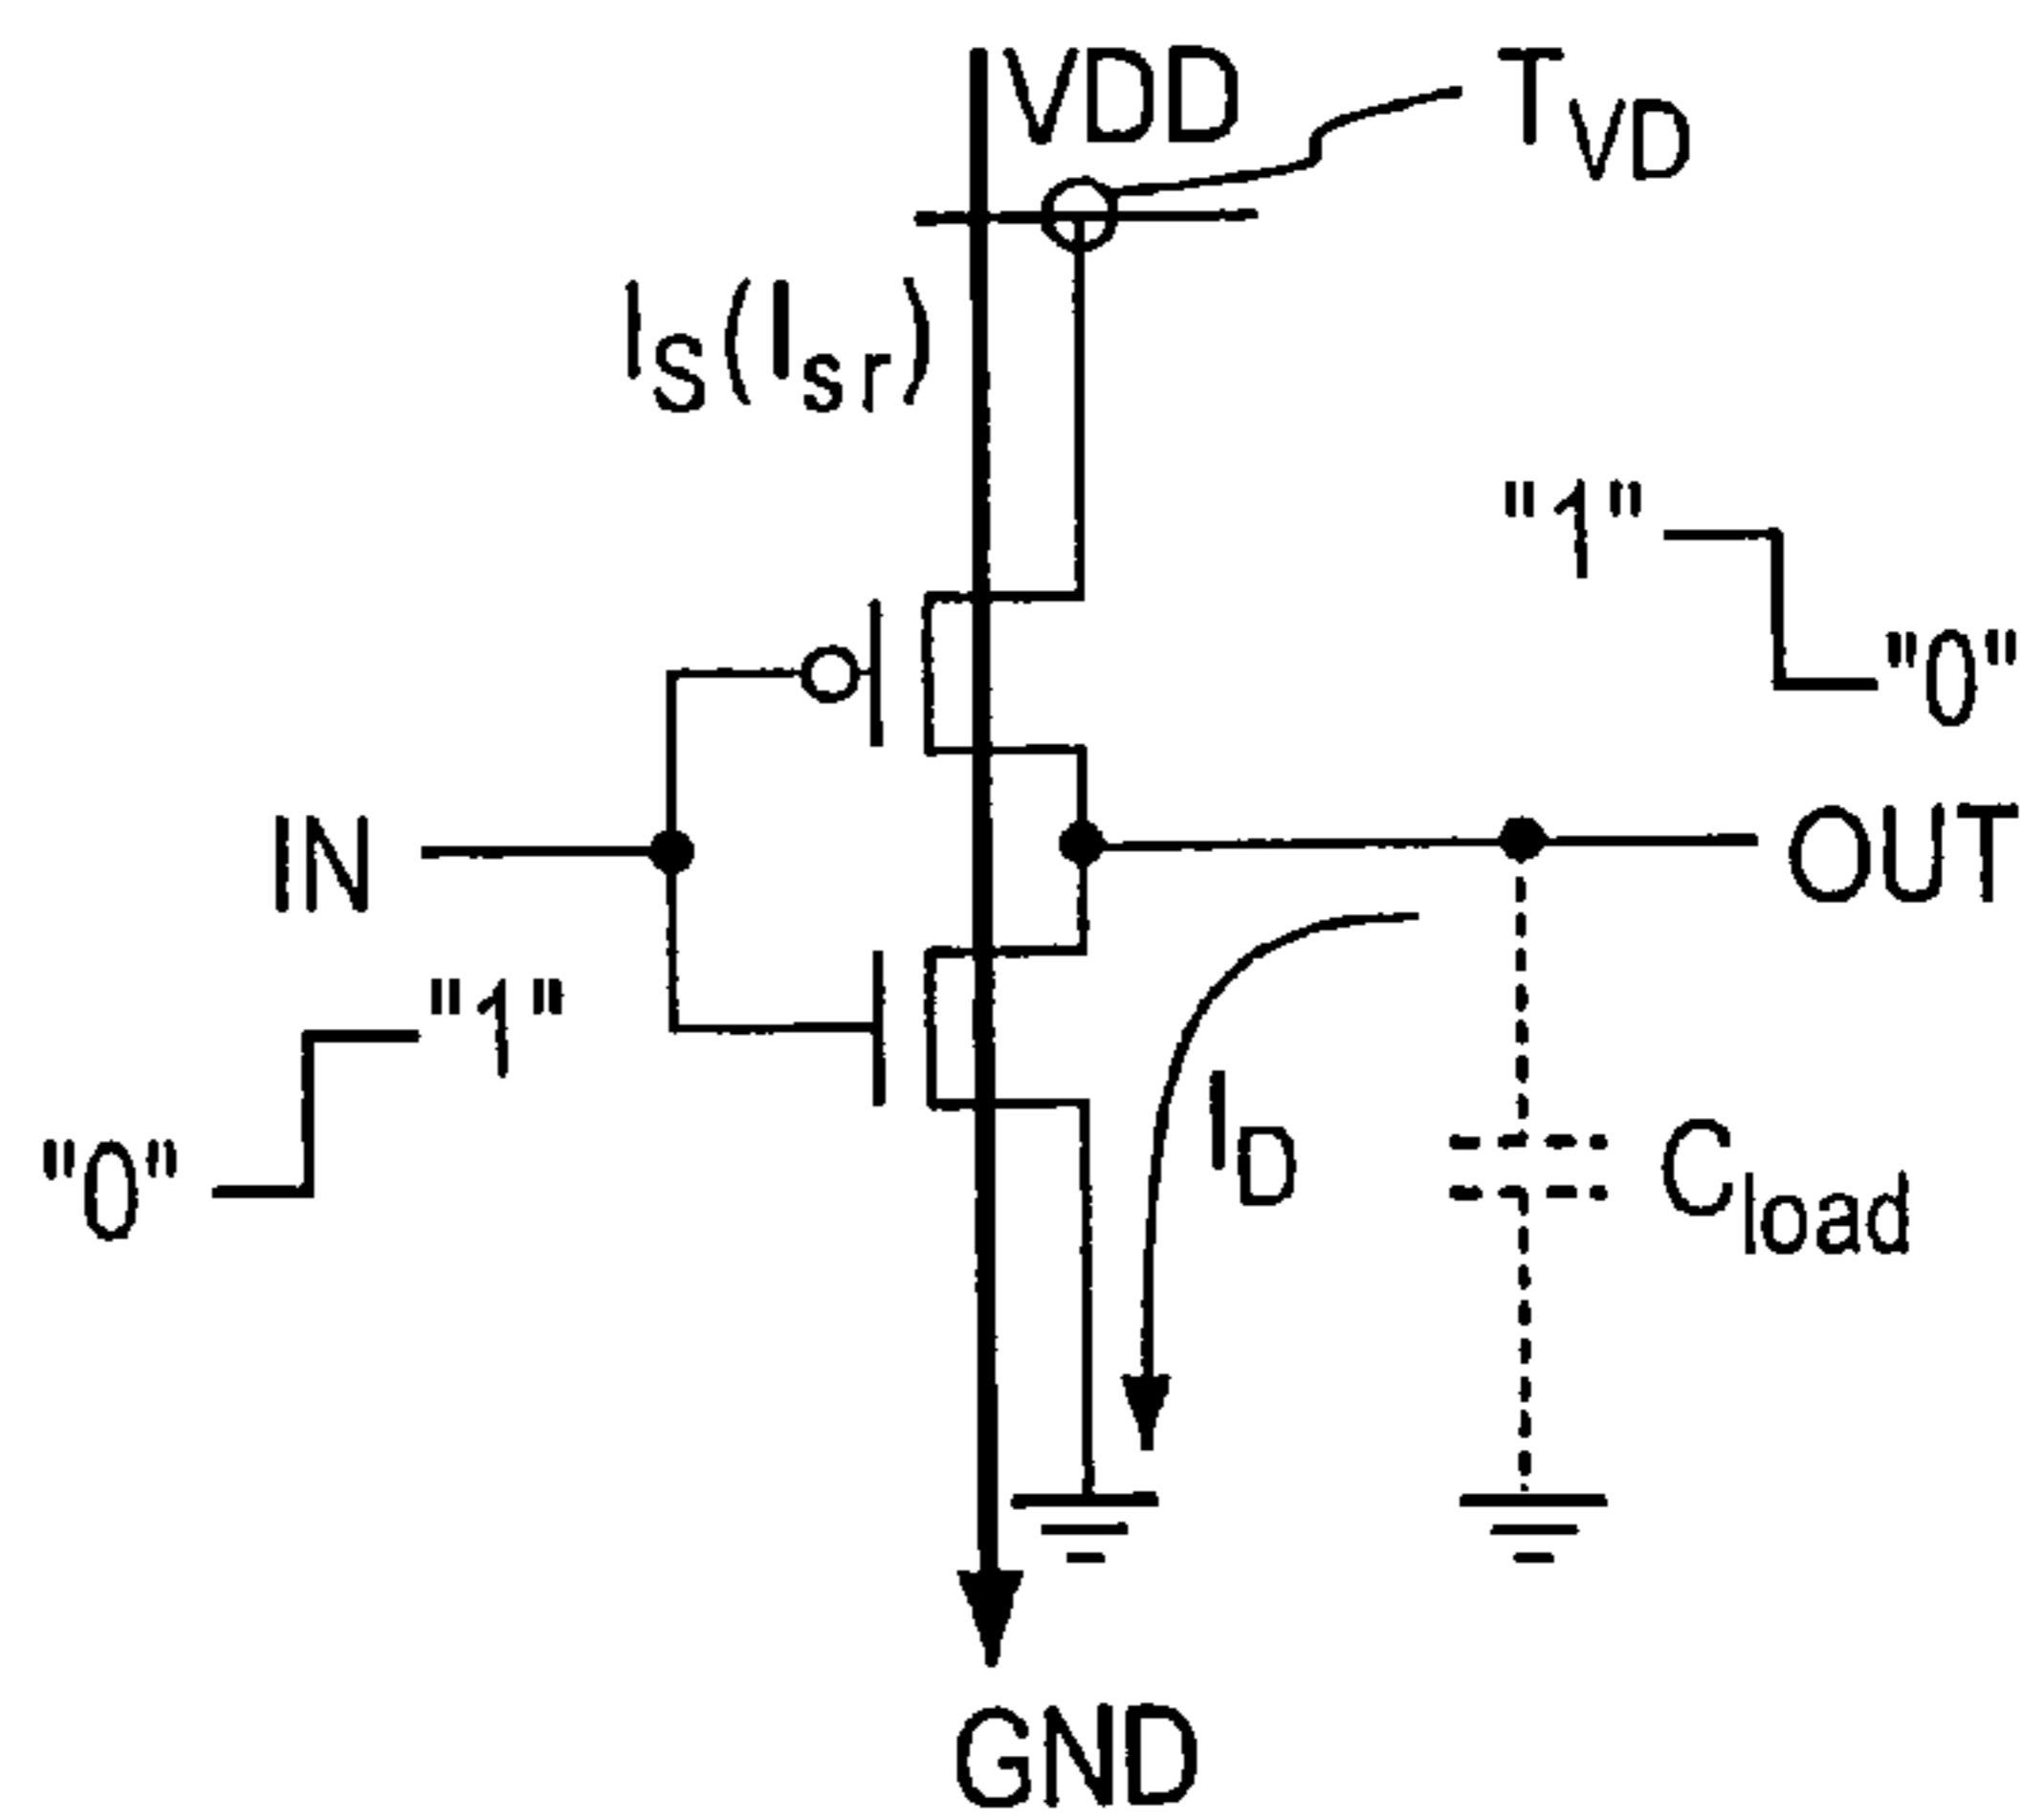 VDD
T_VD
I_S(I_sr)
"1"
"0"
IN
OUT
"1"
"0"
I_D
C_load
GND